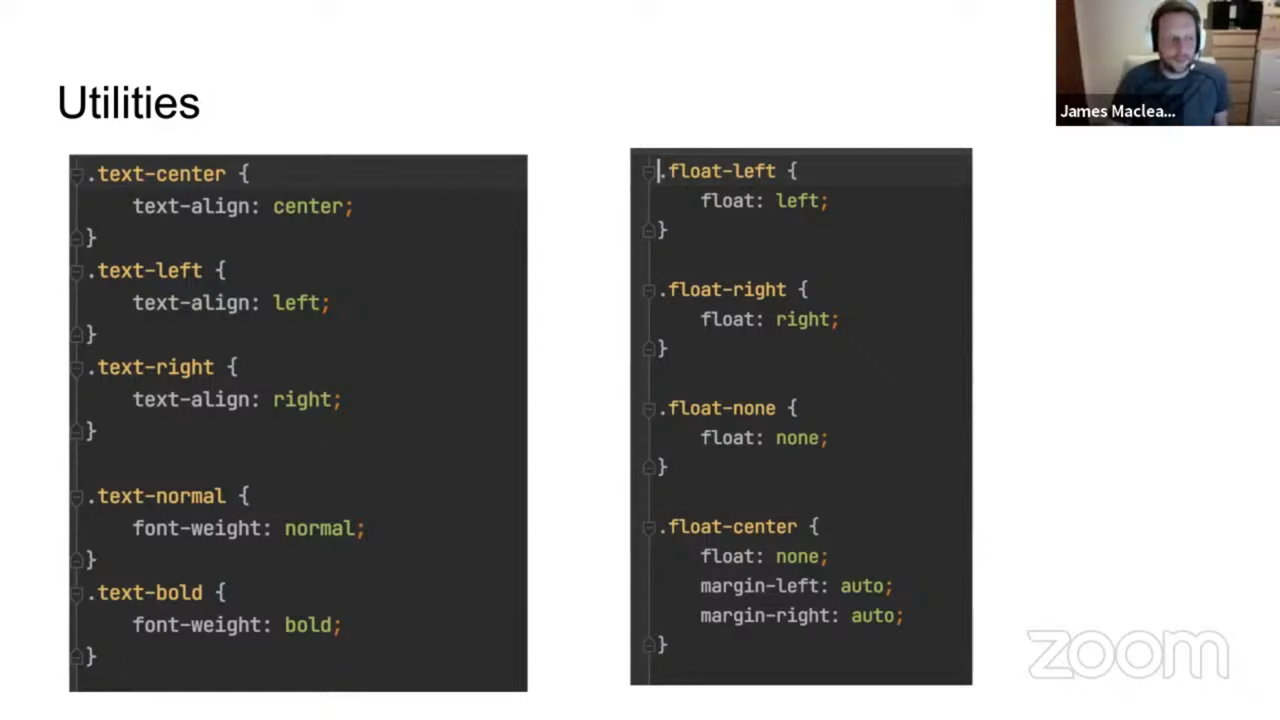 Utilities
.text-center {
text-align: center;
}
.text-left {
text-align: left;
}
.text-right {
text-align: right;
}
.text-normal {
font-weight: normal;
}
.text-bold {
font-weight: bold;
}
.float-left {
float: left;
}
.float-right {
float: right;
}
.float-none {
float: none;
}
.float-center {
float: none;
margin-left: auto;
margin-right: auto;
}
James Maclea...
zoom